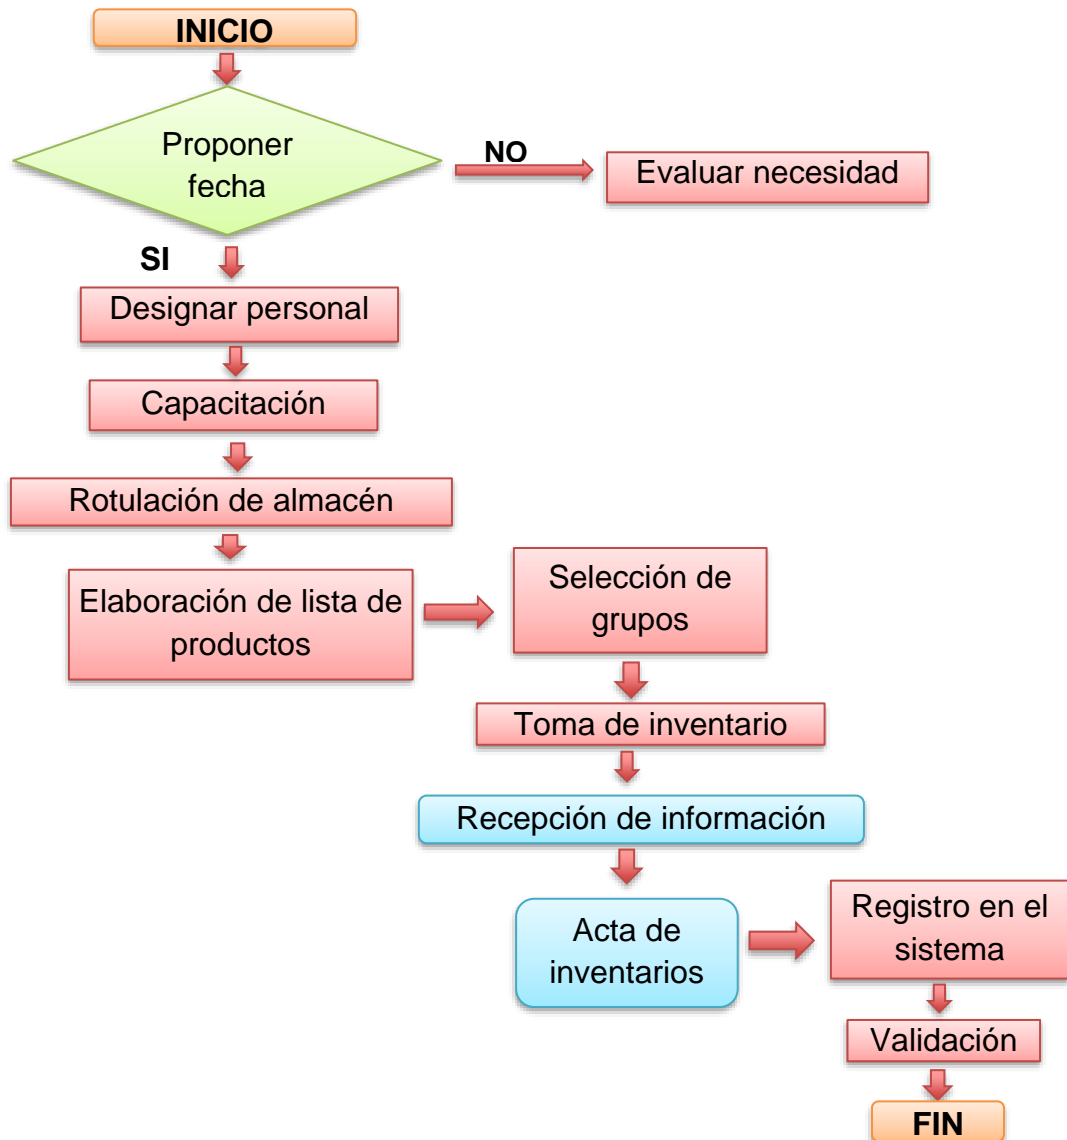 INICIO
Proponer
fecha
NO
Evaluar necesidad
SI
Designar personal
Capacitación
Rotulación de almacén
Elaboración de lista de
productos
Selección de
grupos
Toma de inventario
Recepción de información
Acta de
inventarios
Registro en el
sistema
Validación
FIN